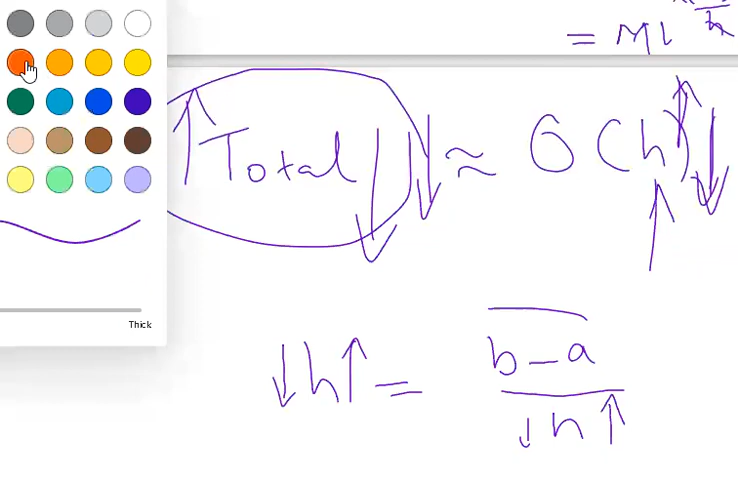 = ML
↑ Total ↓ ↓ ≈ O(h↑) ↓
↑
↓ h ↑ = b-a / ↓ n ↑
Thick